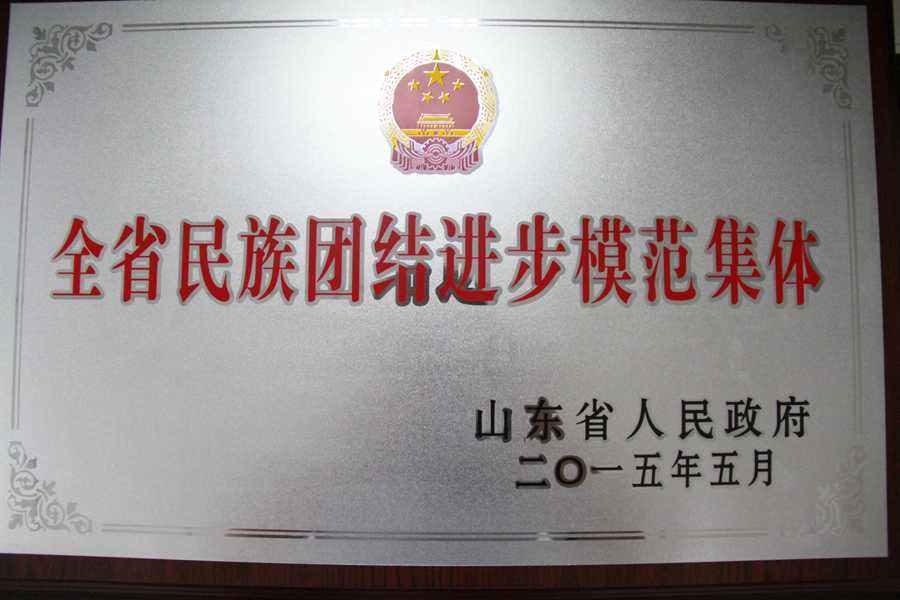 全省民族团结进步模范集体
山东省人民政府
二〇一五年五月